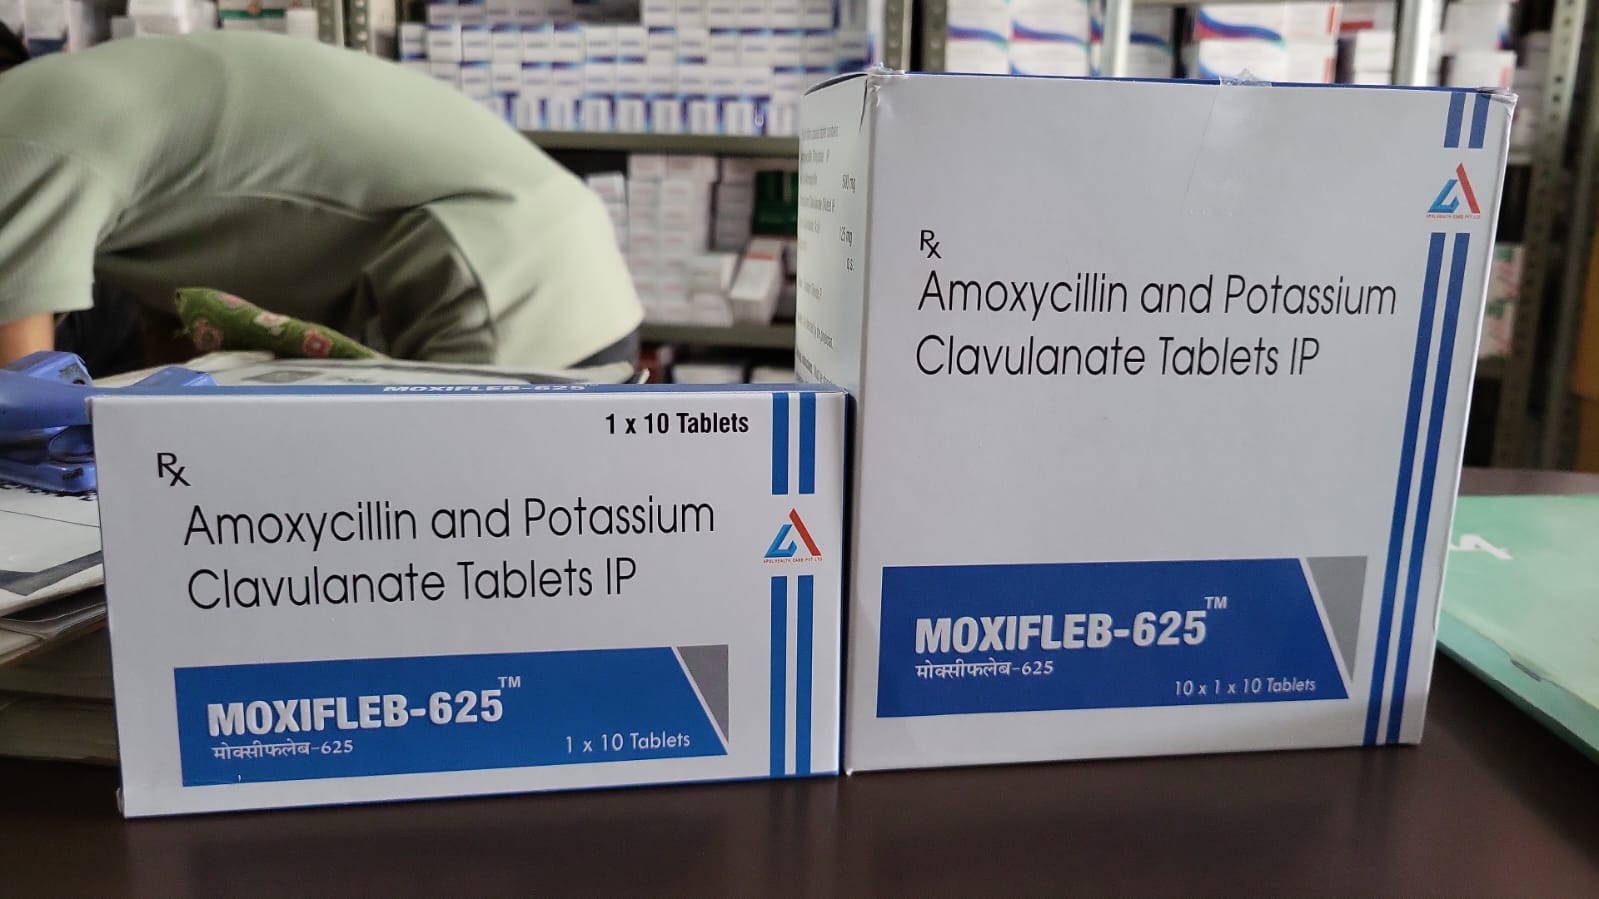 MOXIFLEB-625
1 x 10 Tablets
Rx
Amoxycillin and Potassium
Clavulanate Tablets IP
MOXIFLEB-625™
मोक्सीफलेब-625
1 x 10 Tablets
Rx
Amoxycillin and Potassium
Clavulanate Tablets IP
MOXIFLEB-625™
मोक्सीफलेब-625
10 x 1 x 10 Tablets